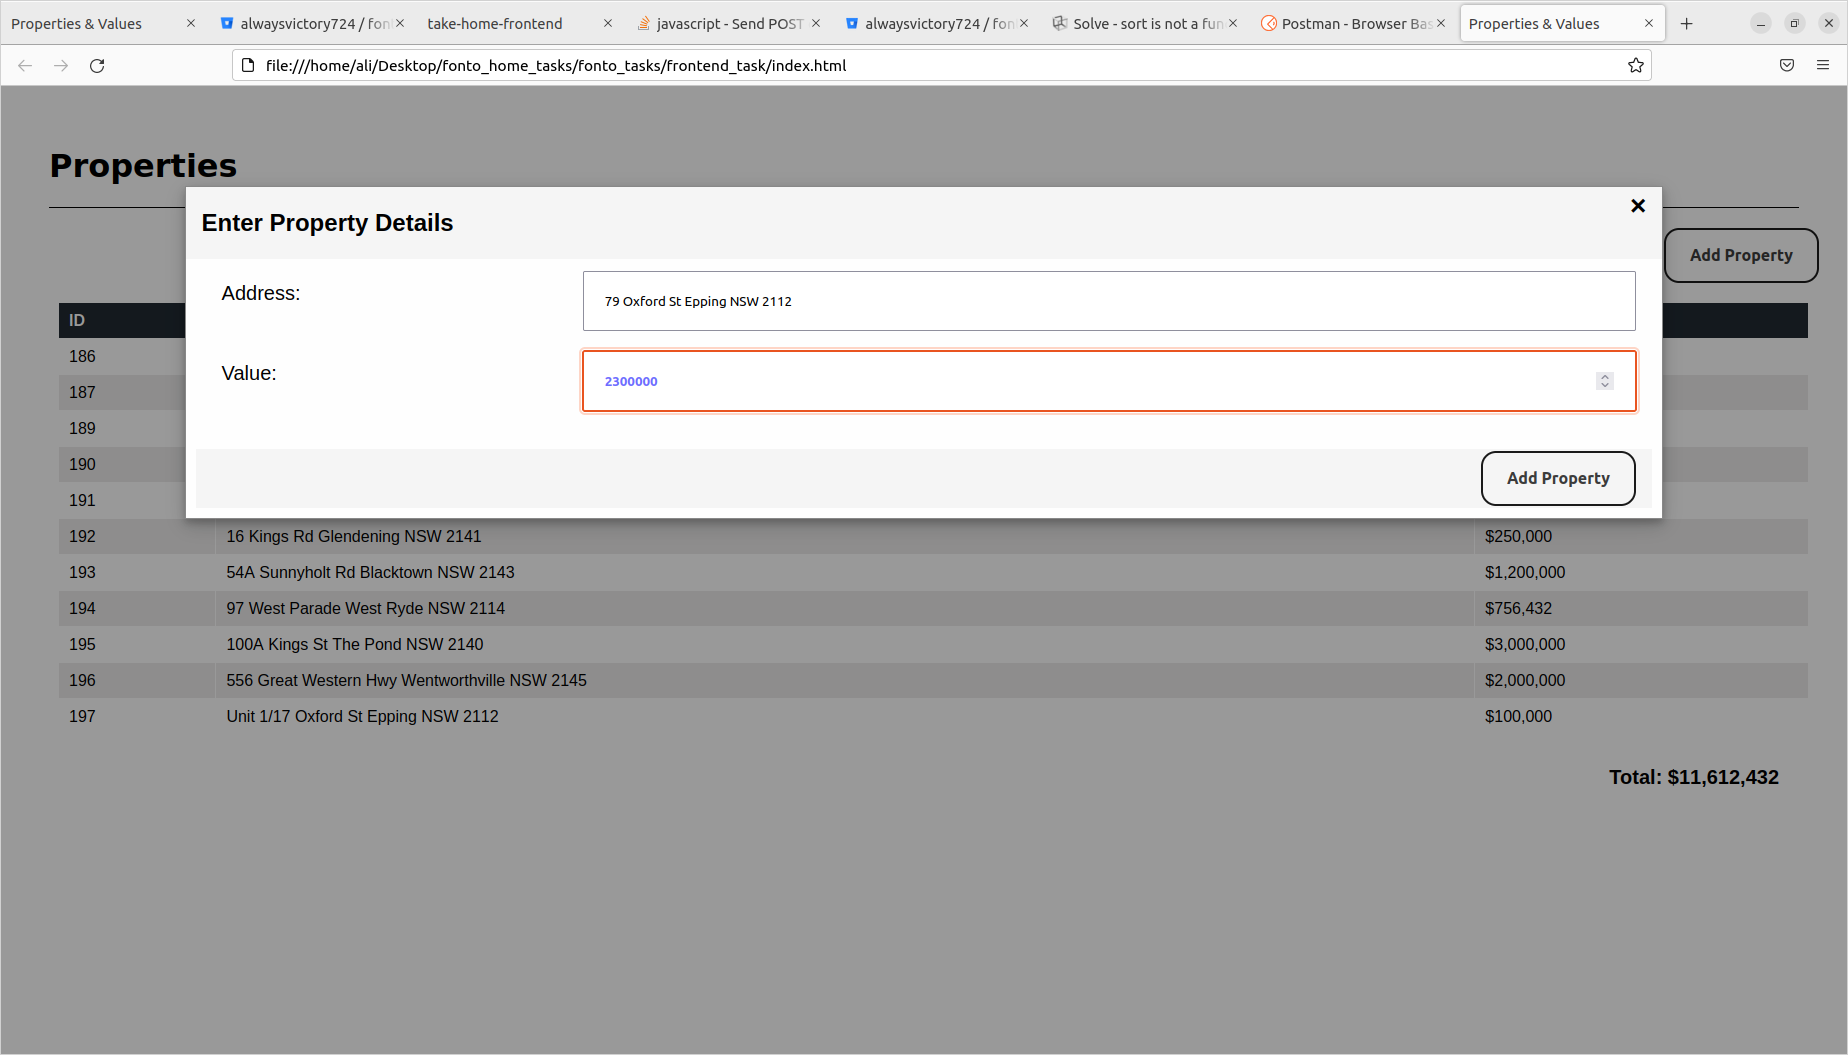 Properties & Values
alwaysvictory724 / fon
take-home-frontend
javascript - Send POST
alwaysvictory724 / fon
Solve - sort is not a fun
Postman - Browser Bas
Properties & Values
file:///home/ali/Desktop/fonto_home_tasks/fonto_tasks/frontend_task/index.html
Properties
Enter Property Details
Add Property
Address:
79 Oxford St Epping NSW 2112
Value:
2300000
Add Property
ID
186
187
189
190
191
192 16 Kings Rd Glendening NSW 2141 $250,000
193 54A Sunnyholt Rd Blacktown NSW 2143 $1,200,000
194 97 West Parade West Ryde NSW 2114 $756,432
195 100A Kings St The Pond NSW 2140 $3,000,000
196 556 Great Western Hwy Wentworthville NSW 2145 $2,000,000
197 Unit 1/17 Oxford St Epping NSW 2112 $100,000
Total: $11,612,432